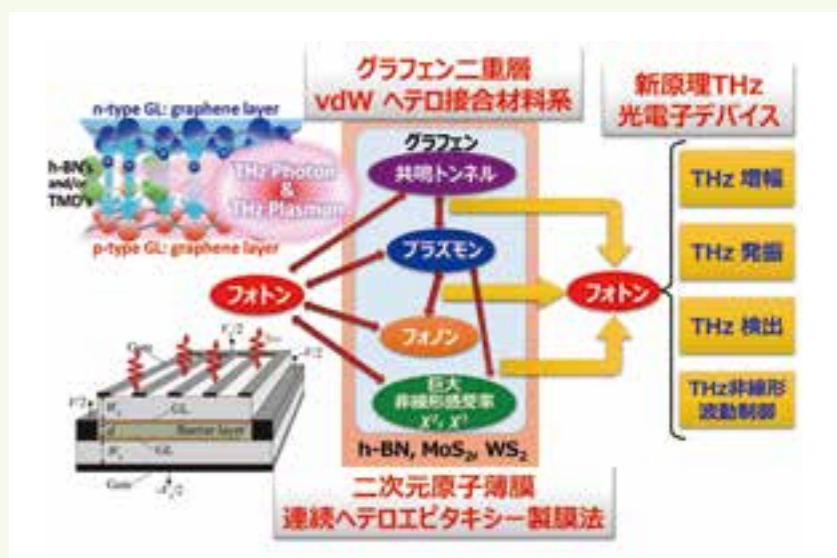 グラフェン二重層
vdW ヘテロ接合材料系
新原理THz
光電子デバイス
n-type GL: graphene layer
h-BN's
and/or
TMD's
THz Photon
&
THz Plasmon
p-type GL: graphene layer
グラフェン
共鳴トンネル
プラズモン
フォトン
フォノン
巨大
非線形感受率
h-BN, MoS₂, WS₂
フォトン
THz 増幅
THz 発振
THz 検出
THz非線形
波動制御
Gate
GL
Barrier layer
GL
Gate
二次元原子薄膜
連続ヘテロエピタキシー製膜法